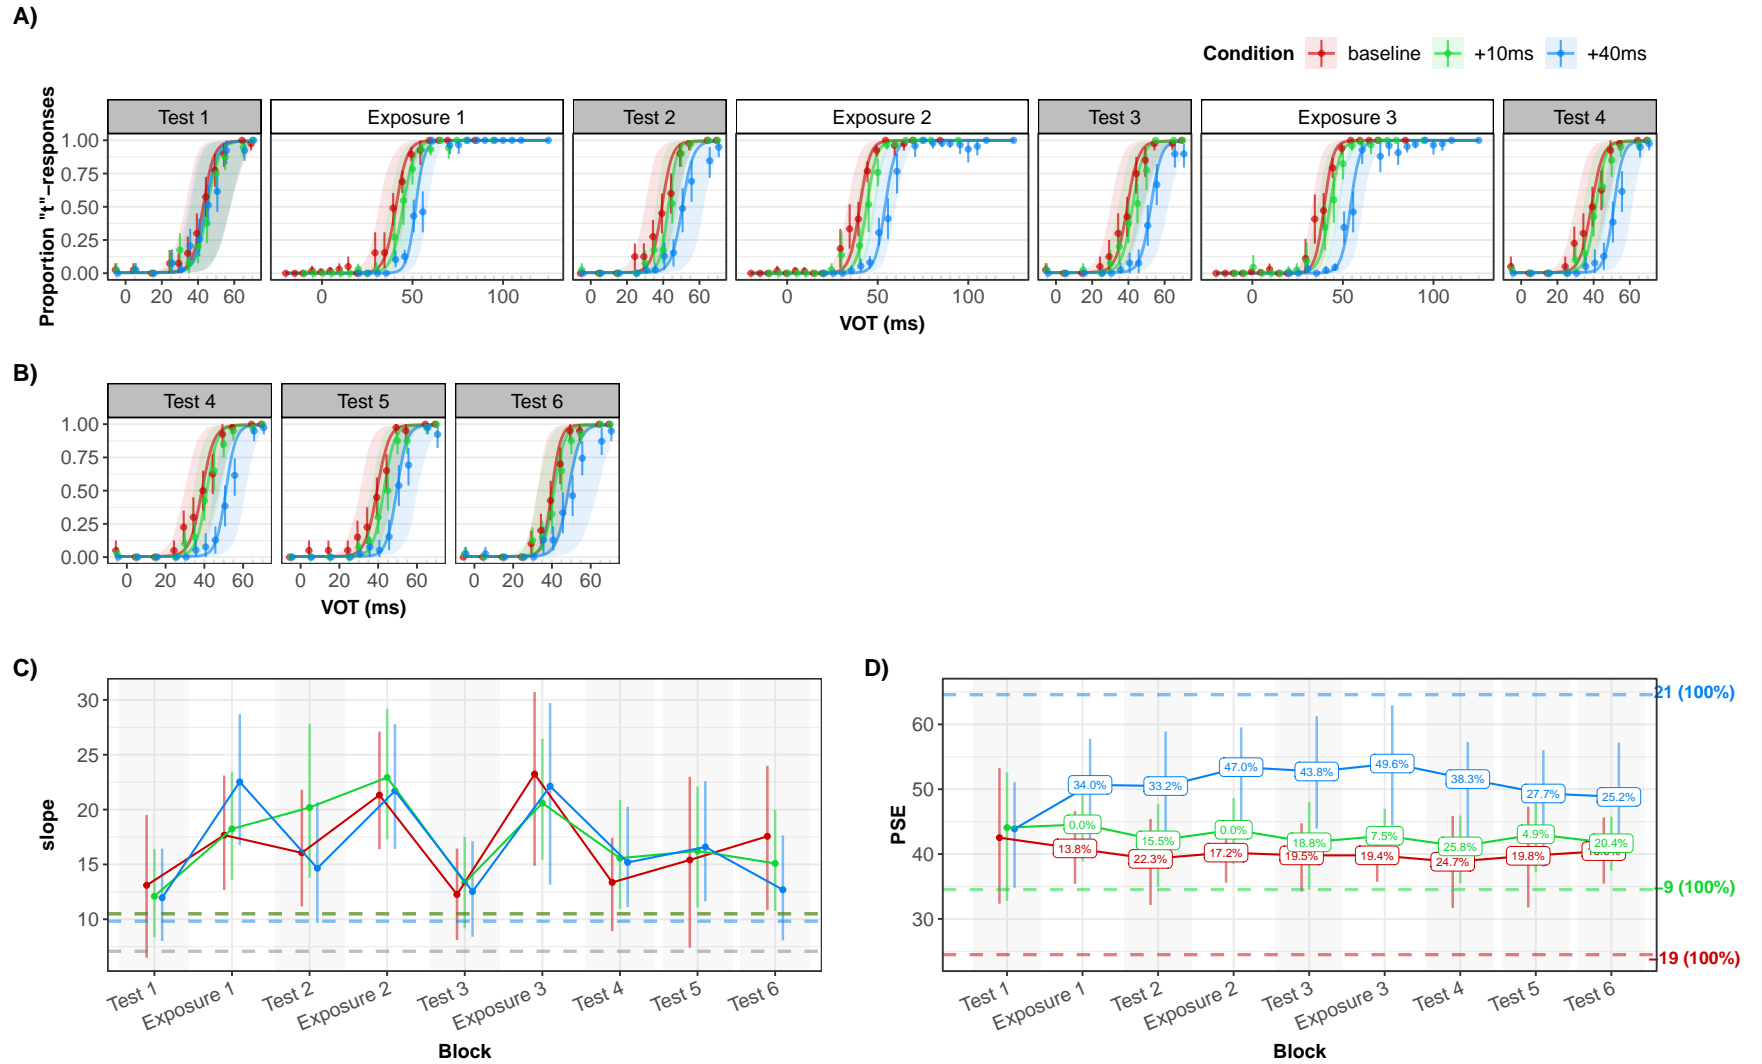 A)
Condition baseline +10ms +40ms
Proportion "t"−responses
Test 1 Exposure 1 Test 2 Exposure 2 Test 3 Exposure 3 Test 4
1.00
0.75
0.50
0.25
0.00
0 20 40 60 0 50 100 0 20 40 60 0 50 100 0 20 40 60 0 50 100 0 20 40 60
VOT (ms)
B)
Test 4 Test 5 Test 6
1.00
0.75
0.50
0.25
0.00
0 20 40 60 0 20 40 60 0 20 40 60
VOT (ms)
C)
slope
30
25
20
15
10
Test 1 Exposure 1 Test 2 Exposure 2 Test 3 Exposure 3 Test 4 Test 5 Test 6
Block
D)
PSE
60
50
40
30
21 (100%)
−9 (100%)
−19 (100%)
34.0% 33.2% 47.0% 43.8% 49.6% 38.3% 27.7% 25.2%
0.0% 15.5% 0.0% 18.8% 7.5% 25.8% 4.9% 20.4%
13.8% 22.3% 17.2% 19.5% 19.4% 24.7% 19.8%
Test 1 Exposure 1 Test 2 Exposure 2 Test 3 Exposure 3 Test 4 Test 5 Test 6
Block